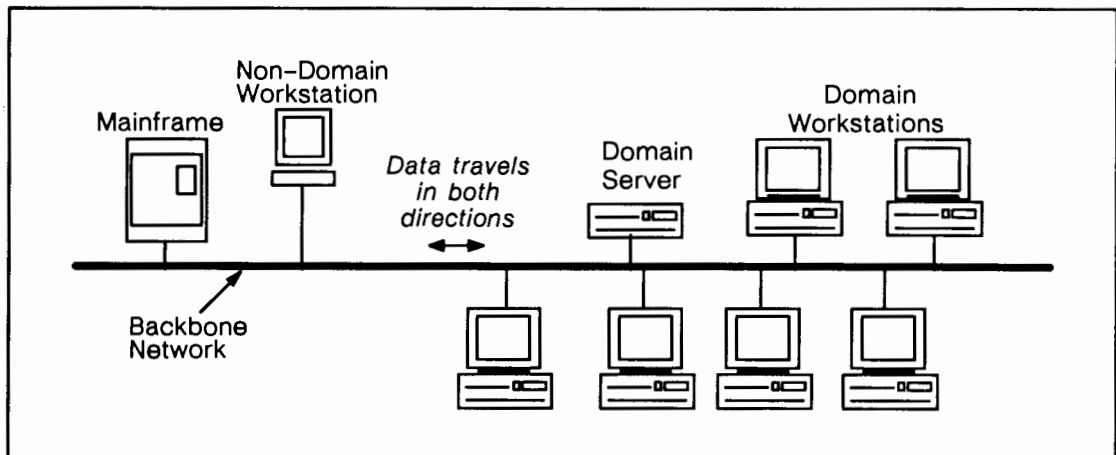 Non-Domain
Workstation
Mainframe
Data travels
in both
directions
Domain
Server
Domain
Workstations
Backbone
Network